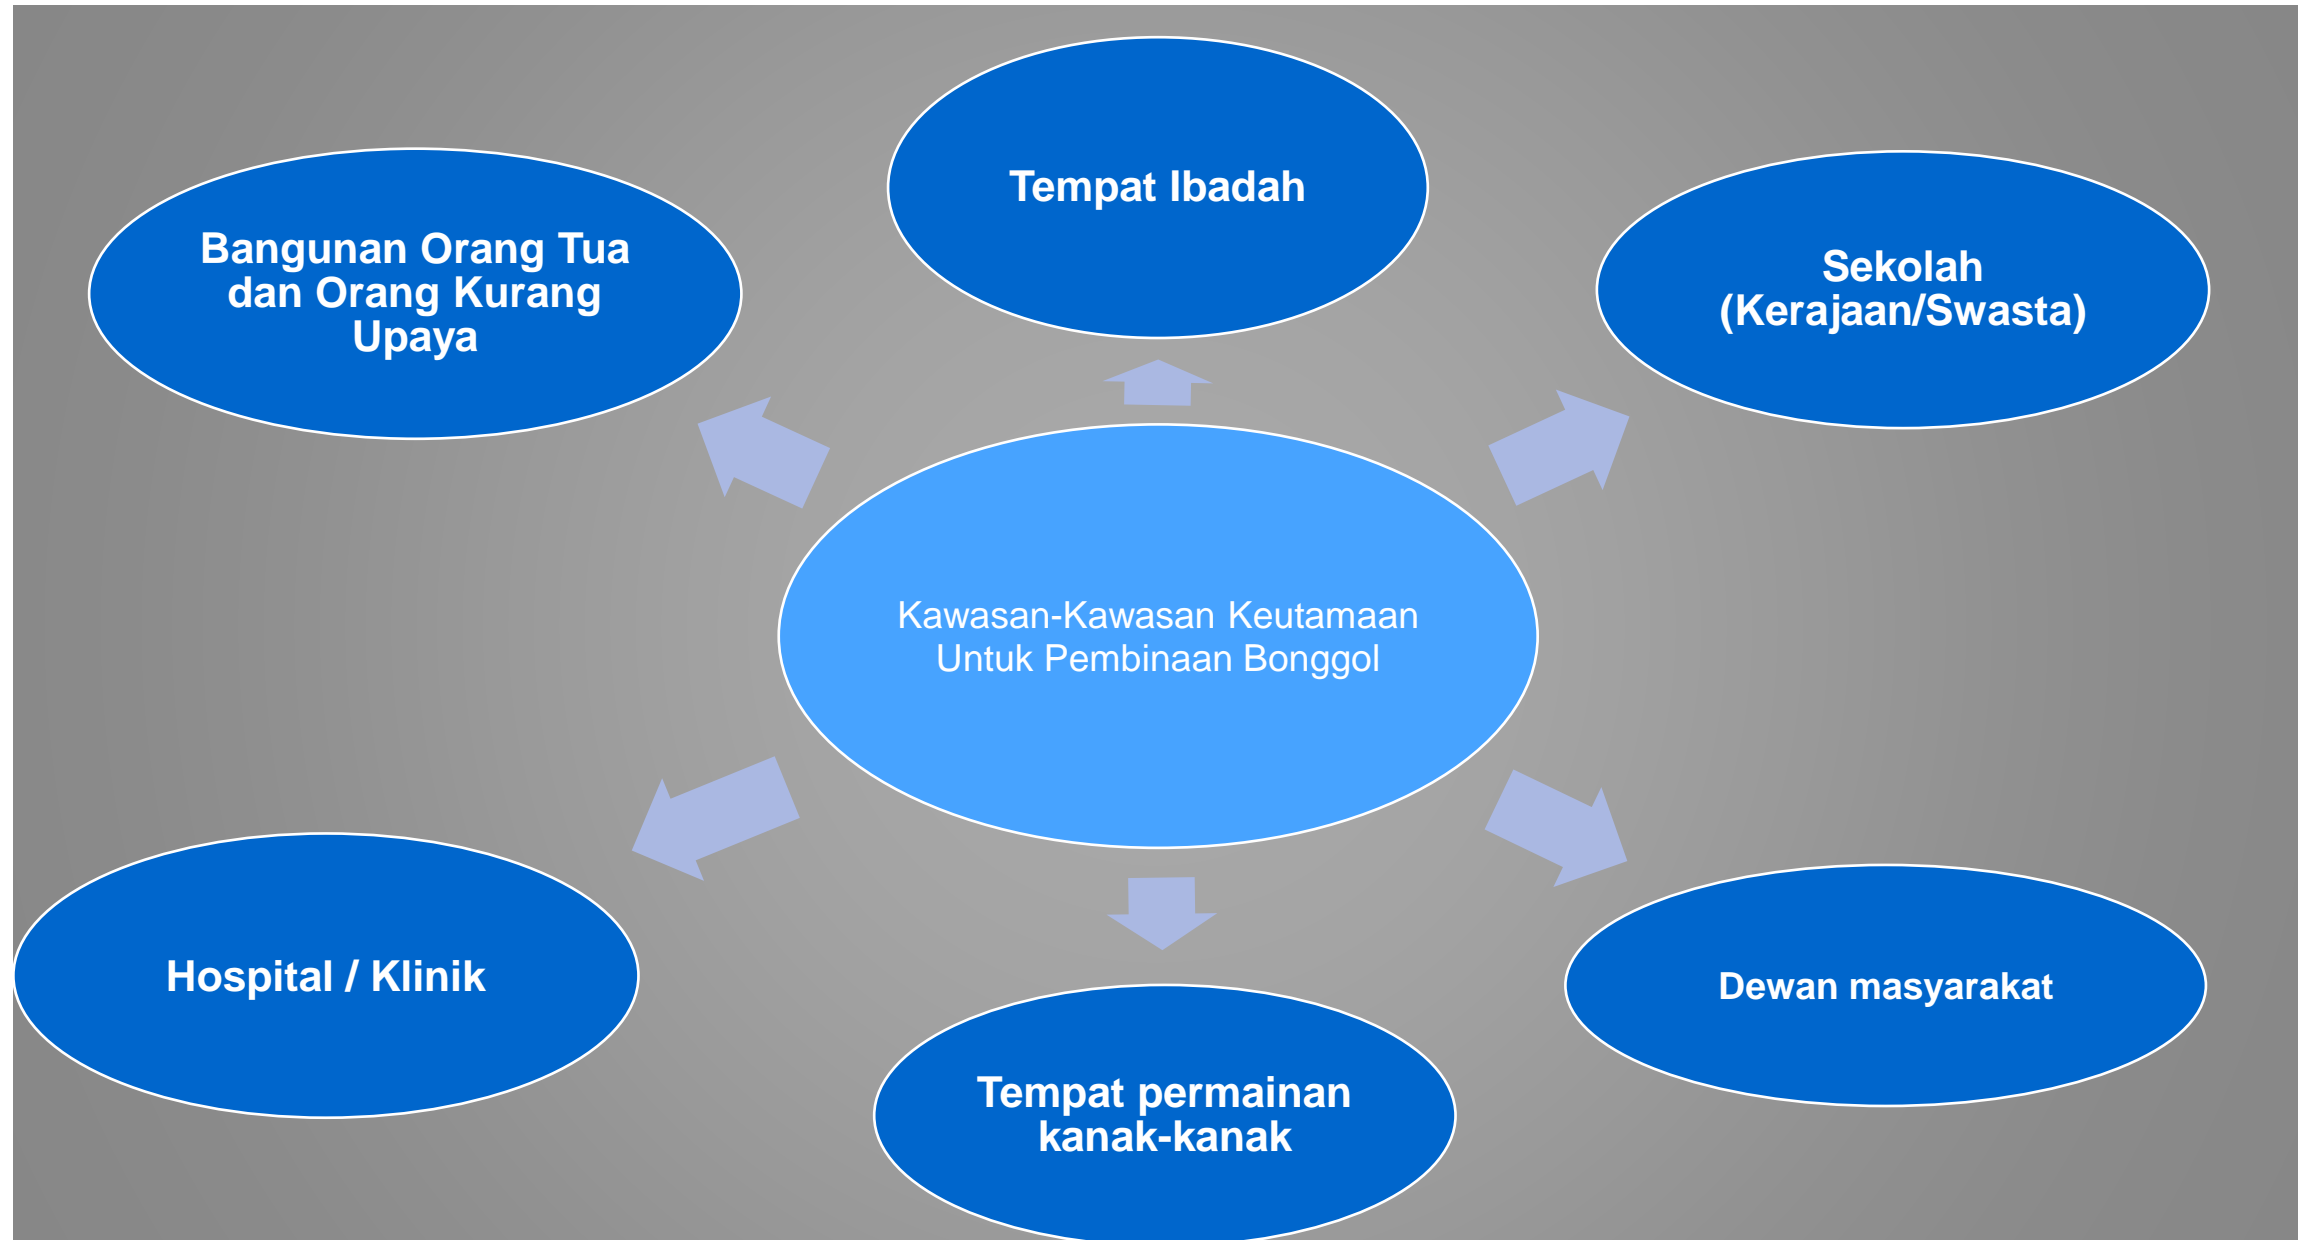 Tempat Ibadah
Bangunan Orang Tua
dan Orang Kurang
Upaya
Sekolah
(Kerajaan/Swasta)
Kawasan-Kawasan Keutamaan
Untuk Pembinaan Bonggol
Hospital / Klinik
Dewan masyarakat
Tempat permainan
kanak-kanak